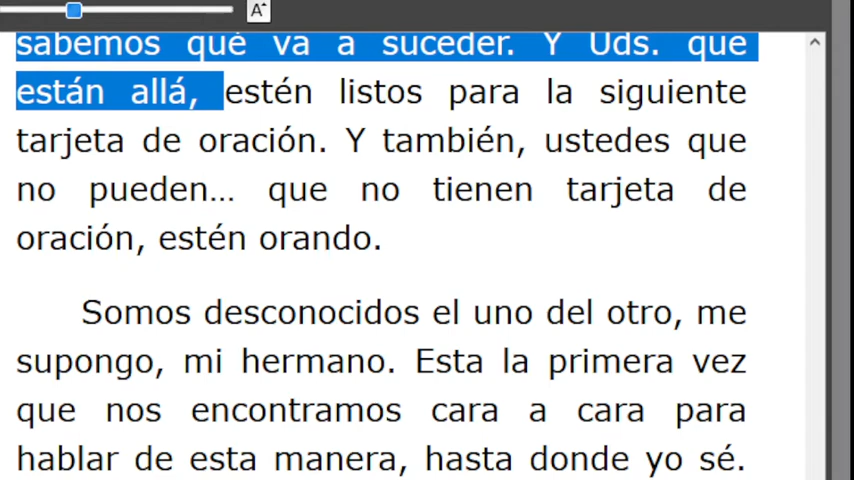 A
sabemos qué va a suceder. Y Uds. que
están allá, estén listos para la siguiente
tarjeta de oración. Y también, ustedes que
no pueden… que no tienen tarjeta de
oración, estén orando.
Somos desconocidos el uno del otro, me
supongo, mi hermano. Esta la primera vez
que nos encontramos cara a cara para
hablar de esta manera, hasta donde yo sé.